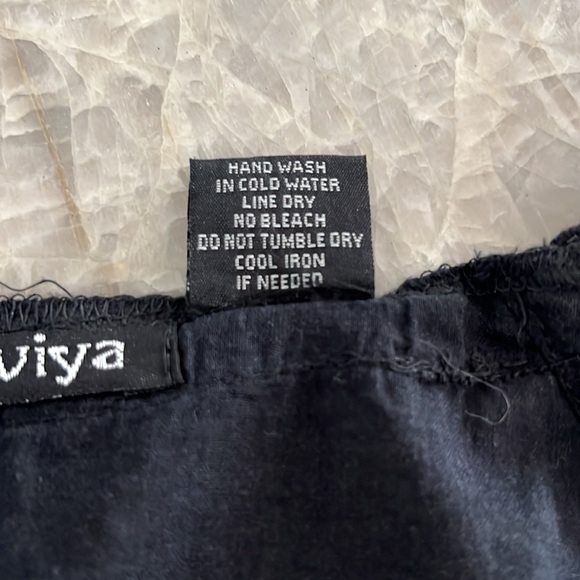 HAND WASH
IN COLD WATER
LINE DRY
NO BLEACH
DO NOT TUMBLE DRY
COOL IRON
IF NEEDED
viya